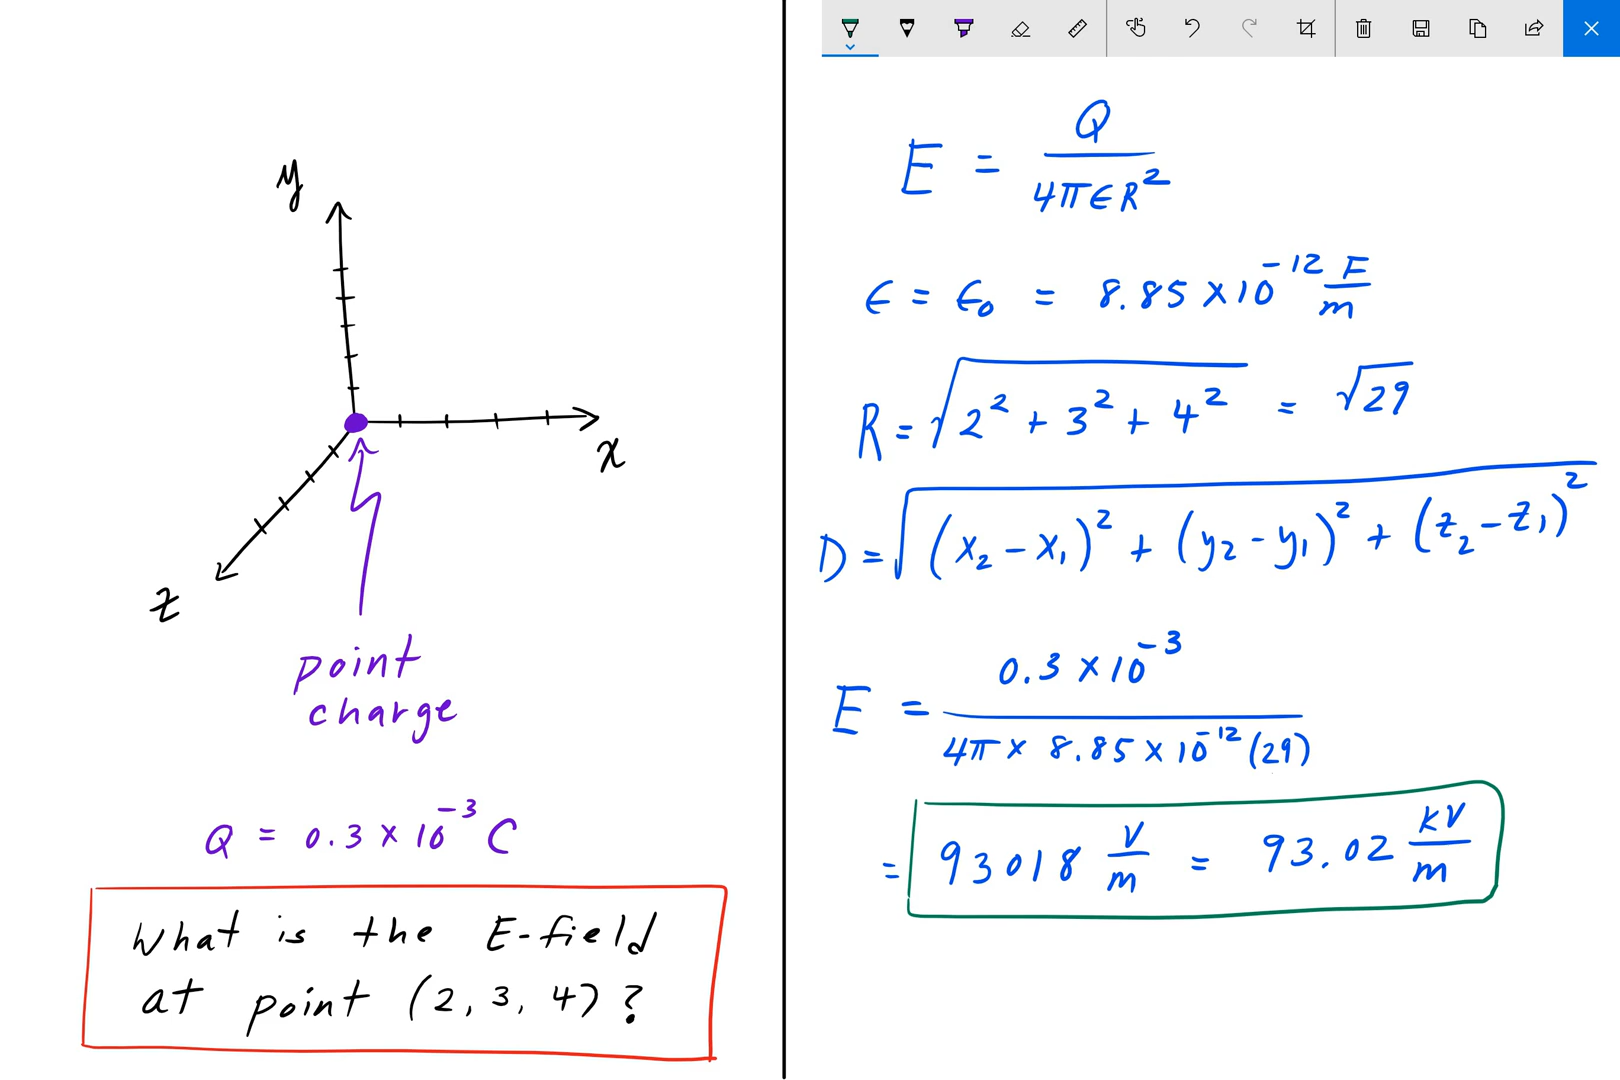 y
x
z
point
charge
Q = 0.3 × 10⁻³ C
What is the E-field
at point (2, 3, 4) ?
E = Q / 4πϵR²
ϵ = ϵ₀ = 8.85 × 10⁻¹² F/m
R = √(2² + 3² + 4²) = √29
D = √((x₂ - x₁)² + (y₂ - y₁)² + (z₂ - z₁)²)
E = 0.3 × 10⁻³ / 4π × 8.85 × 10⁻¹² (29)
= 93018 V/m = 93.02 kV/m